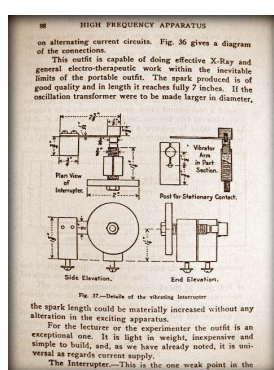 88 HIGH FREQUENCY APPARATUS
on alternating current circuits. Fig. 36 gives a diagram
of the connections.
This outfit is capable of doing effective X-Ray and
general electro-therapeutic work within the inevitable
limits of the portable outfit. The spark produced is of
good quality and in length it reaches fully 7 inches. If the
oscillation transformer were to be made larger in diameter,
Plan View
of
Interrupter.
Vibrator
Arm
in Part
Section.
Post for Stationary Contact.
Side Elevation.
End Elevation.
Fig. 37.—Details of the vibrating interrupter
the spark length could be materially increased without any
alteration in the exciting apparatus.
For the lecturer or the experimenter the outfit is an
exceptional one. It is light in weight, inexpensive and
simple to build, and, as we have already noted, it is uni-
versal as regards current supply.
The Interrupter.—This is the one weak point in the